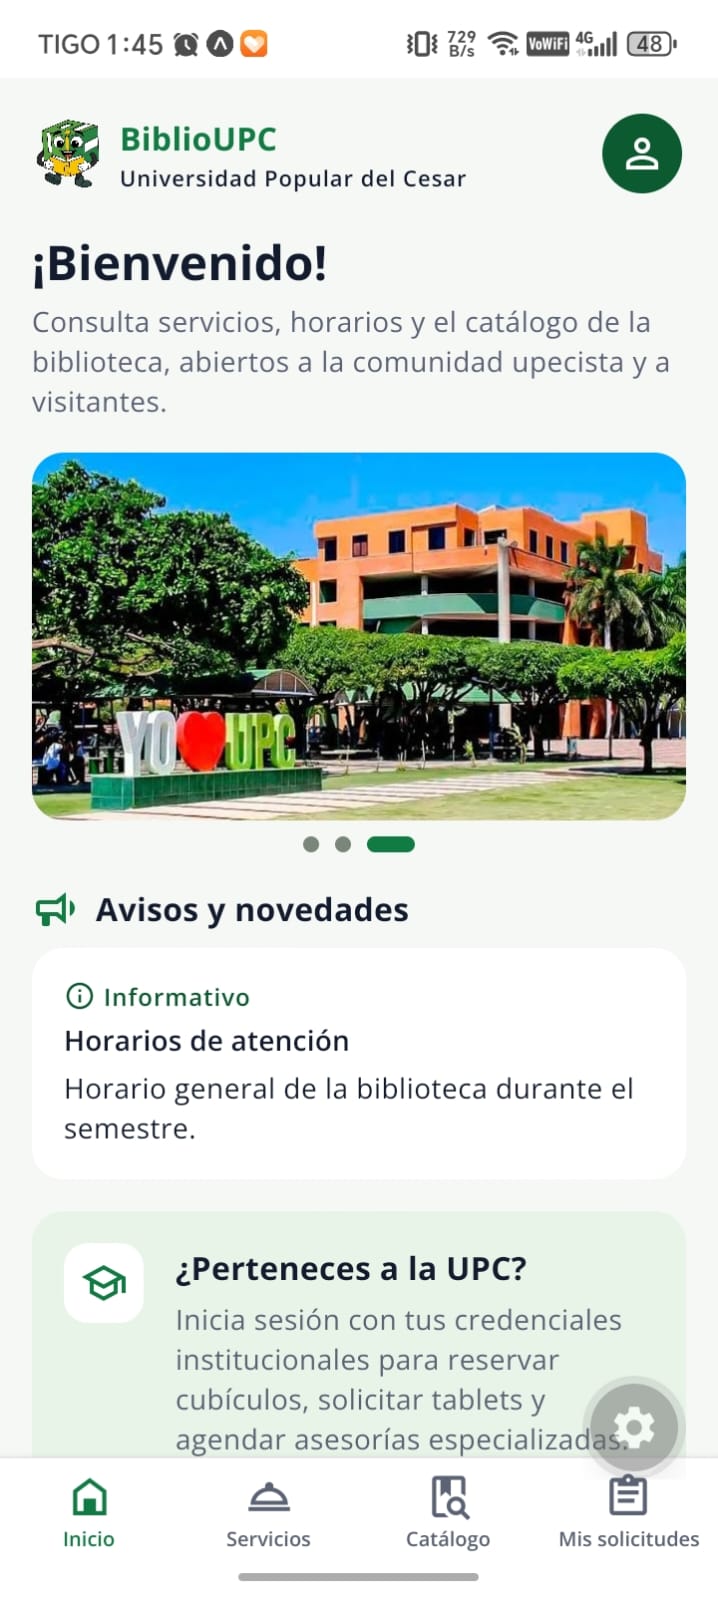 TIGO 1:45 729 B/s VoWiFi 4G 48
BiblioUPC
Universidad Popular del Cesar
¡Bienvenido!
Consulta servicios, horarios y el catálogo de la
biblioteca, abiertos a la comunidad upecista y a
visitantes.
YO UPC
Avisos y novedades
Informativo
Horarios de atención
Horario general de la biblioteca durante el
semestre.
¿Perteneces a la UPC?
Inicia sesión con tus credenciales
institucionales para reservar
cubículos, solicitar tablets y
agendar asesorías especializadas.
Inicio Servicios Catálogo Mis solicitudes